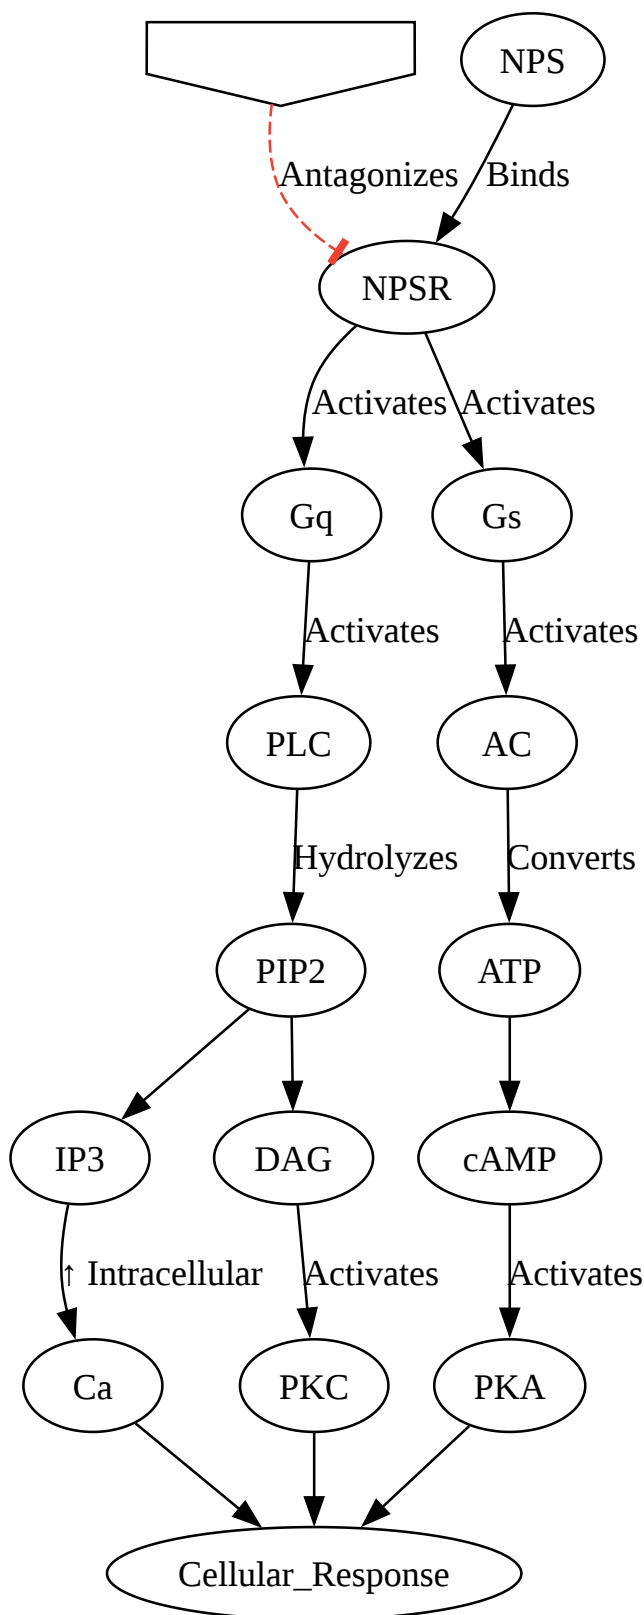 NPS
Antagonizes
Binds
NPSR
Activates
Activates
Gq
Gs
Activates
Activates
PLC
AC
Hydrolyzes
Converts
PIP2
ATP
IP3
DAG
cAMP
↑ Intracellular
Activates
Activates
Ca
PKC
PKA
Cellular_Response